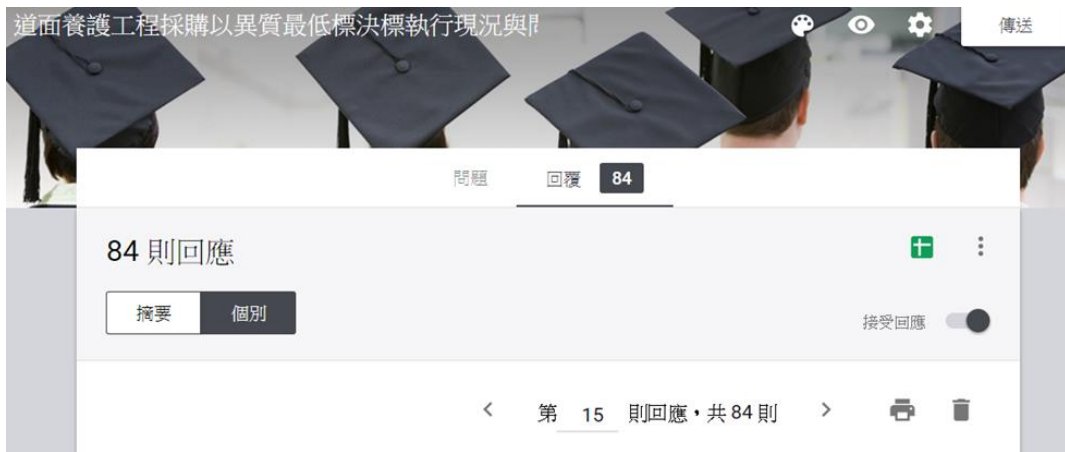 道面養護工程採購以異質最低標決標執行現況與
傳送
問題 回覆 84
84 則回應
摘要 個別
接受回應
第 15 則回應，共 84 則